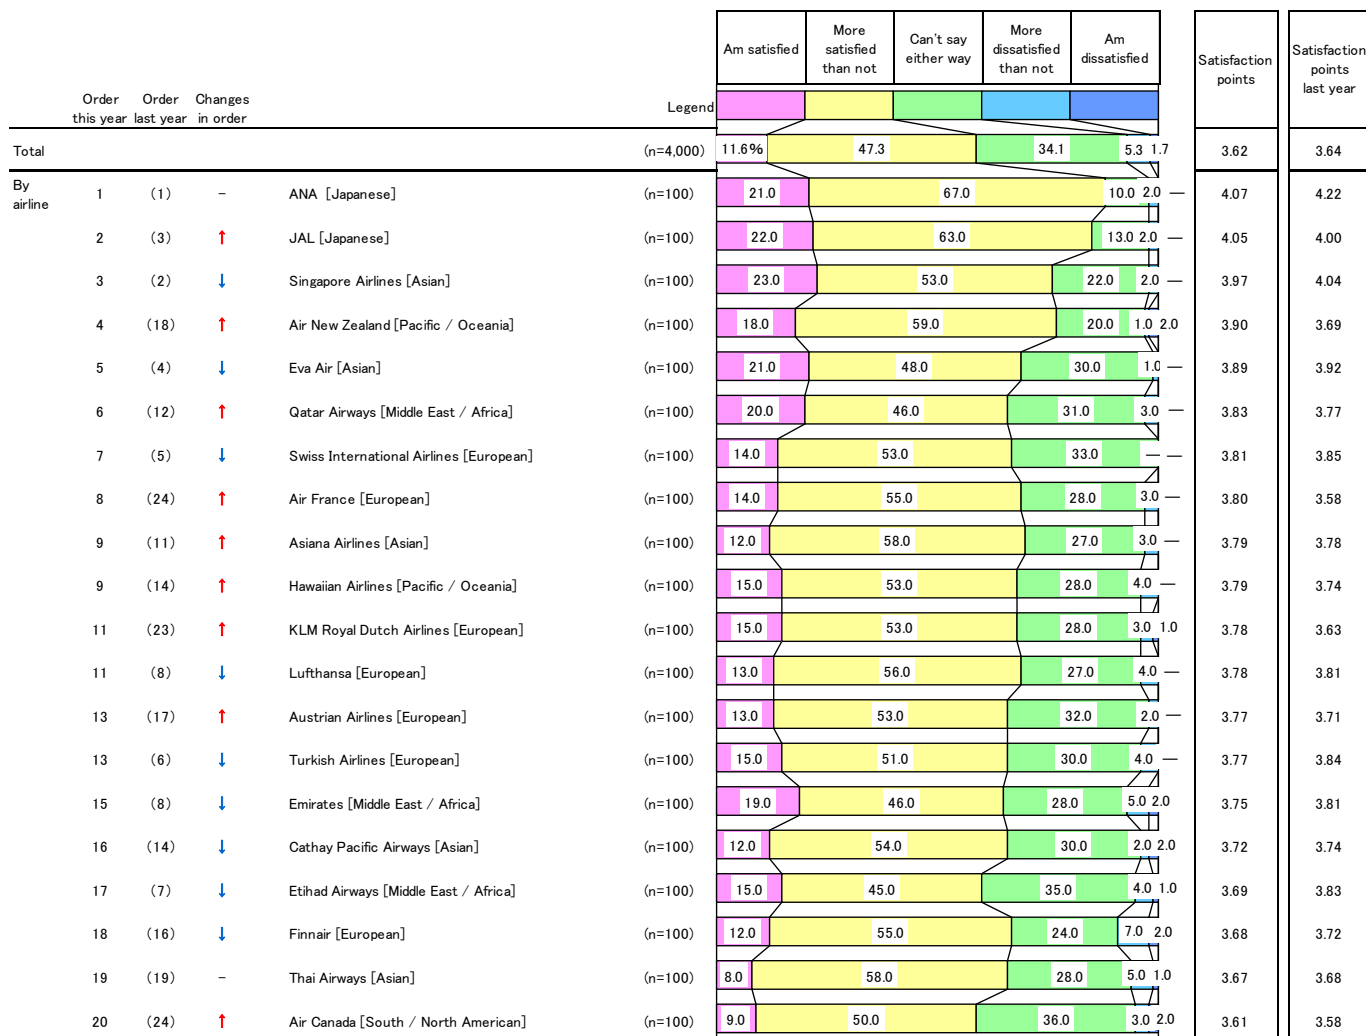 Am satisfied More satisfied than not Can't say either way More dissatisfied than not Am dissatisfied Satisfaction points Satisfaction points last year
Order this year Order last year Changes in order Legend
Total (n=4,000) 11.6% 47.3 34.1 5.3 1.7 3.62 3.64
By airline 1 (1) – ANA [Japanese] (n=100) 21.0 67.0 10.0 2.0 — 4.07 4.22
2 (3) ↑ JAL [Japanese] (n=100) 22.0 63.0 13.0 2.0 — 4.05 4.00
3 (2) ↓ Singapore Airlines [Asian] (n=100) 23.0 53.0 22.0 2.0 — 3.97 4.04
4 (18) ↑ Air New Zealand [Pacific / Oceania] (n=100) 18.0 59.0 20.0 1.0 2.0 3.90 3.69
5 (4) ↓ Eva Air [Asian] (n=100) 21.0 48.0 30.0 1.0 — 3.89 3.92
6 (12) ↑ Qatar Airways [Middle East / Africa] (n=100) 20.0 46.0 31.0 3.0 — 3.83 3.77
7 (5) ↓ Swiss International Airlines [European] (n=100) 14.0 53.0 33.0 — — 3.81 3.85
8 (24) ↑ Air France [European] (n=100) 14.0 55.0 28.0 3.0 — 3.80 3.58
9 (11) ↑ Asiana Airlines [Asian] (n=100) 12.0 58.0 27.0 3.0 — 3.79 3.78
9 (14) ↑ Hawaiian Airlines [Pacific / Oceania] (n=100) 15.0 53.0 28.0 4.0 — 3.79 3.74
11 (23) ↑ KLM Royal Dutch Airlines [European] (n=100) 15.0 53.0 28.0 3.0 1.0 3.78 3.63
11 (8) ↓ Lufthansa [European] (n=100) 13.0 56.0 27.0 4.0 — 3.78 3.81
13 (17) ↑ Austrian Airlines [European] (n=100) 13.0 53.0 32.0 2.0 — 3.77 3.71
13 (6) ↓ Turkish Airlines [European] (n=100) 15.0 51.0 30.0 4.0 — 3.77 3.84
15 (8) ↓ Emirates [Middle East / Africa] (n=100) 19.0 46.0 28.0 5.0 2.0 3.75 3.81
16 (14) ↓ Cathay Pacific Airways [Asian] (n=100) 12.0 54.0 30.0 2.0 2.0 3.72 3.74
17 (7) ↓ Etihad Airways [Middle East / Africa] (n=100) 15.0 45.0 35.0 4.0 1.0 3.69 3.83
18 (16) ↓ Finnair [European] (n=100) 12.0 55.0 24.0 7.0 2.0 3.68 3.72
19 (19) – Thai Airways [Asian] (n=100) 8.0 58.0 28.0 5.0 1.0 3.67 3.68
20 (24) ↑ Air Canada [South / North American] (n=100) 9.0 50.0 36.0 3.0 2.0 3.61 3.58